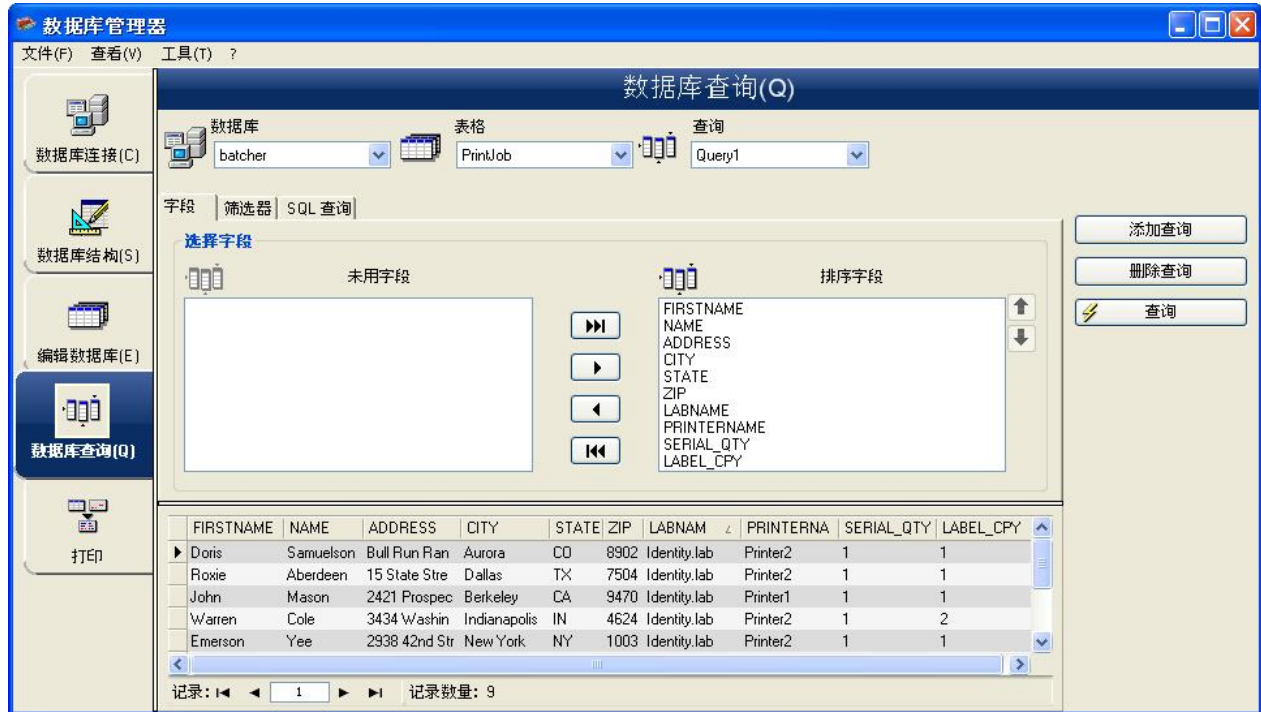 数据库管理器
文件(F) 查看(V) 工具(T) ?
数据库连接(C)
数据库结构(S)
编辑数据库(E)
数据库查询(Q)
打印
数据库查询(Q)
数据库 表格 查询
batcher PrintJob Query1
字段 筛选器 SQL 查询
选择字段
未用字段 排序字段
FIRSTNAME
NAME
ADDRESS
CITY
STATE
ZIP
LABNAME
PRINTERNAME
SERIAL_QTY
LABEL_CPY
添加查询
删除查询
查询
FIRSTNAME NAME ADDRESS CITY STATE ZIP LABNAM PRINTERNA SERIAL_QTY LABEL_CPY
Doris Samuelson Bull Run Ran Aurora CO 8902 Identity.lab Printer2 1 1
Roxie Aberdeen 15 State Stre Dallas TX 7504 Identity.lab Printer2 1 1
John Mason 2421 Prospec Berkeley CA 9470 Identity.lab Printer1 1 1
Warren Cole 3434 Washin Indianapolis IN 4624 Identity.lab Printer2 1 2
Emerson Yee 2938 42nd Str New York NY 1003 Identity.lab Printer2 1 1
记录: 1 记录数量: 9